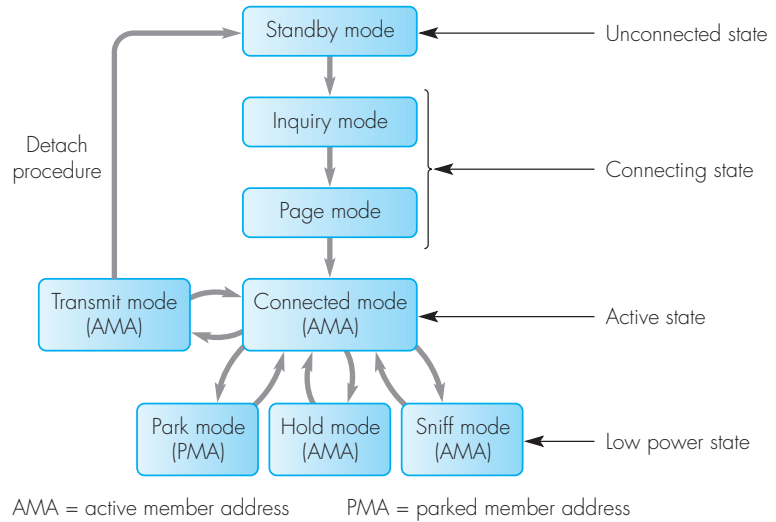 Standby mode
Unconnected state
Inquiry mode
Detach
procedure
Connecting state
Page mode
Transmit mode
(AMA)
Connected mode
(AMA)
Active state
Park mode
(PMA)
Hold mode
(AMA)
Sniff mode
(AMA)
Low power state
AMA = active member address
PMA = parked member address